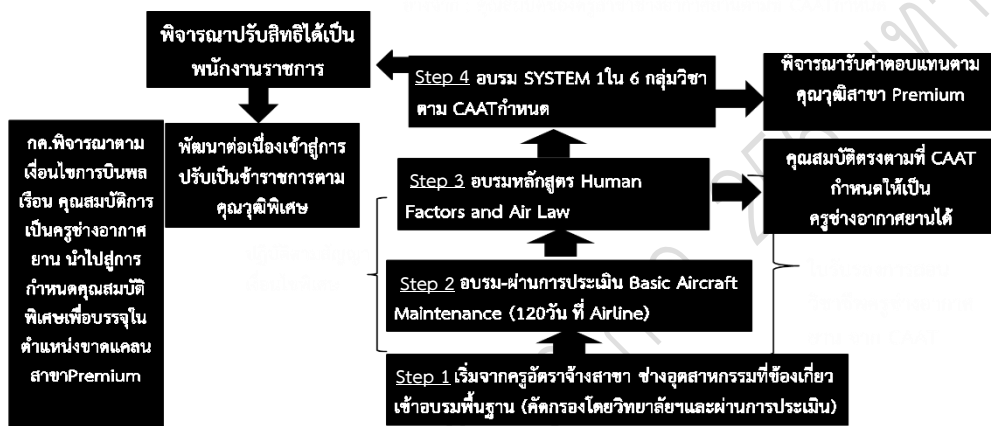 พิจารณาปรับสิทธิได้เป็น
พนักงานราชการ
Step 4 อบรม SYSTEM 1ใน 6 กลุ่มวิชา
ตาม CAATกำหนด
พิจารณารับค่าตอบแทนตาม
คุณวุฒิสาขา Premium
กค.พิจารณาตาม
เงื่อนไขการบินพล
เรือน คุณสมบัติการ
เป็นครูช่างอากาศ
ยาน นำไปสู่การ
กำหนดคุณสมบัติ
พิเศษเพื่อบรรจุใน
ตำแหน่งขาดแคลน
สาขาPremium
พัฒนาต่อเนื่องเข้าสู่การ
ปรับเป็นข้าราชการตาม
คุณวุฒิพิเศษ
Step 3 อบรมหลักสูตร Human
Factors and Air Law
คุณสมบัติตรงตามที่ CAAT
กำหนดให้เป็น
ครูช่างอากาศยานได้
Step 2 อบรม-ผ่านการประเมิน Basic Aircraft
Maintenance (120วัน ที่ Airline)
Step 1 เริ่มจากครูอัตราจ้างสาขา ช่างอุตสาหกรรมที่ข้องเกี่ยว
เข้าอบรมพื้นฐาน (คัดกรองโดยวิทยาลัยฯและผ่านการประเมิน)